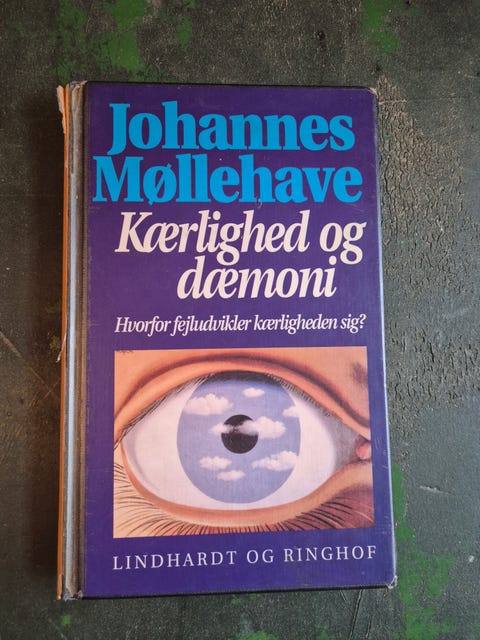 Johannes
Møllehave
Kærlighed og
dæmoni
Hvorfor fejludvikler kærligheden sig?
LINDHARDT OG RINGHOF